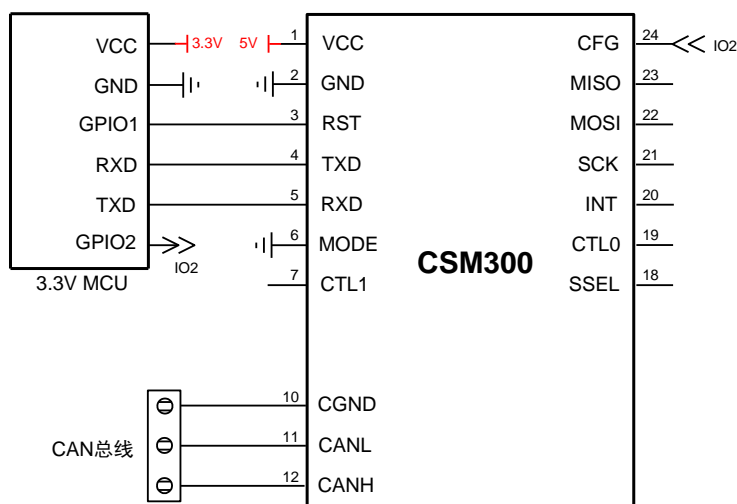 VCC 3.3V 5V 1 VCC CFG 24 IO2
GND 2 GND MISO 23
GPIO1 3 RST MOSI 22
RXD 4 TXD SCK 21
TXD 5 RXD INT 20
GPIO2 IO2 6 MODE CTL0 19
3.3V MCU 7 CTL1 SSEL 18
CSM300
10 CGND
CAN总线 11 CANL
12 CANH